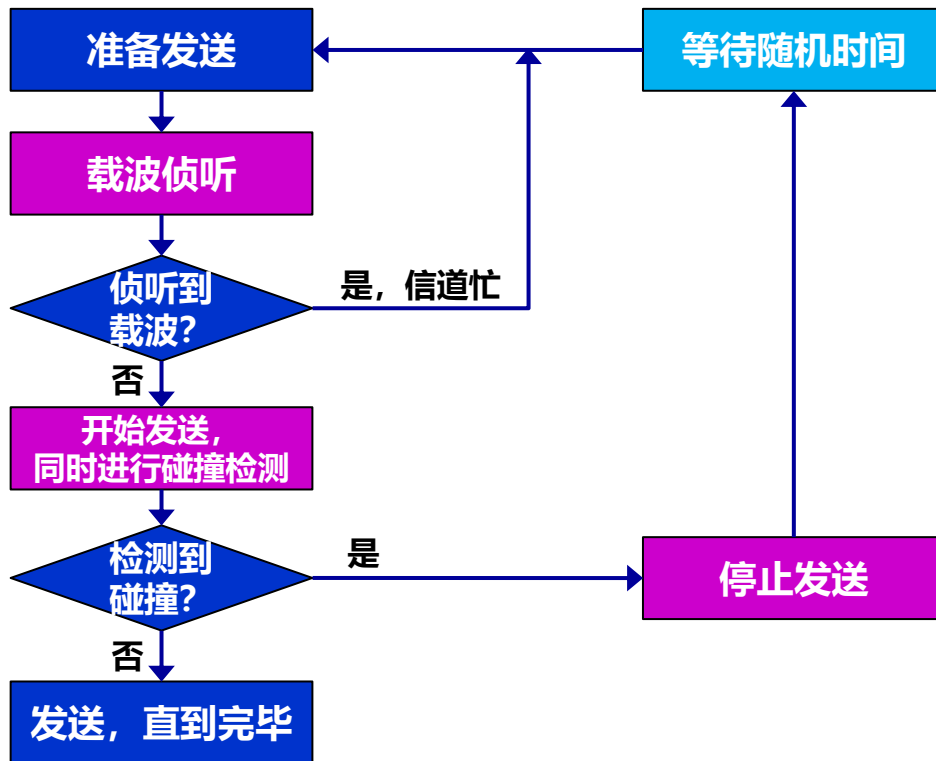 准备发送
等待随机时间
载波侦听
侦听到
载波?
是，信道忙
否
开始发送，
同时进行碰撞检测
检测到
碰撞?
是
停止发送
否
发送，直到完毕